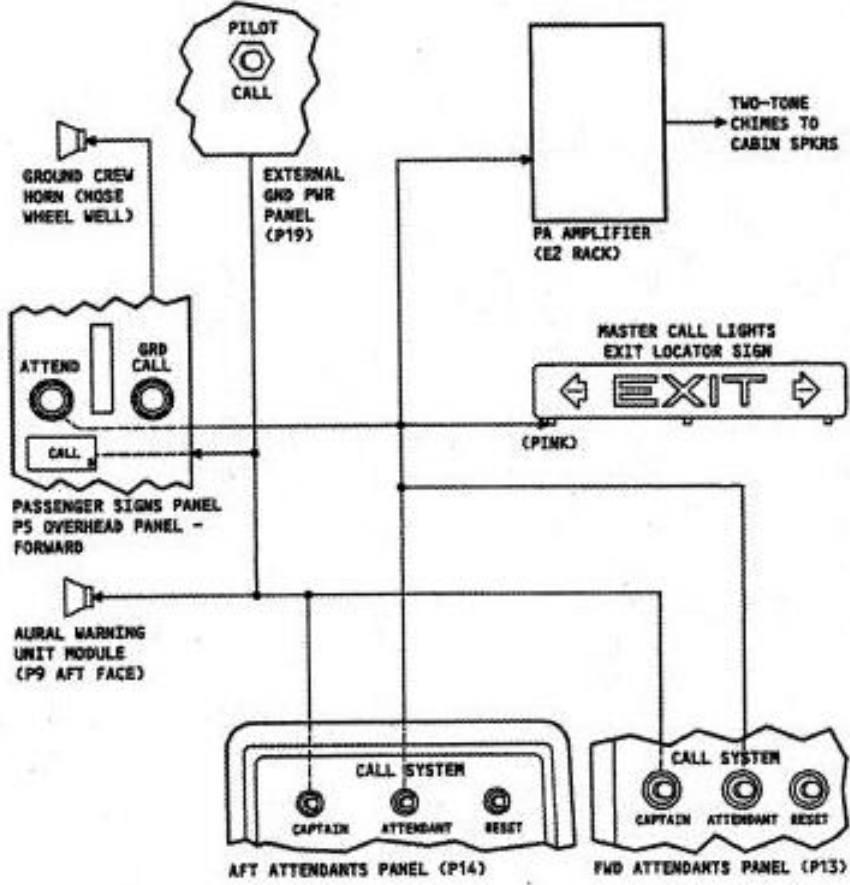 PILOT
CALL
GROUND CREW
HORN (NOSE
WHEEL WELL)
EXTERNAL
GND PWR
PANEL
(P19)
TWO-TONE
CHIMES TO
CABIN SPKRS
PA AMPLIFIER
(E2 RACK)
ATTEND
GRD
CALL
CALL
PASSENGER SIGNS PANEL
P5 OVERHEAD PANEL -
FORWARD
MASTER CALL LIGHTS
EXIT LOCATOR SIGN
EXIT
(PINK)
AURAL WARNING
UNIT MODULE
(P9 AFT FACE)
CALL SYSTEM
CAPTAIN ATTENDANT RESET
AFT ATTENDANTS PANEL (P14)
CALL SYSTEM
CAPTAIN ATTENDANT RESET
FWD ATTENDANTS PANEL (P13)